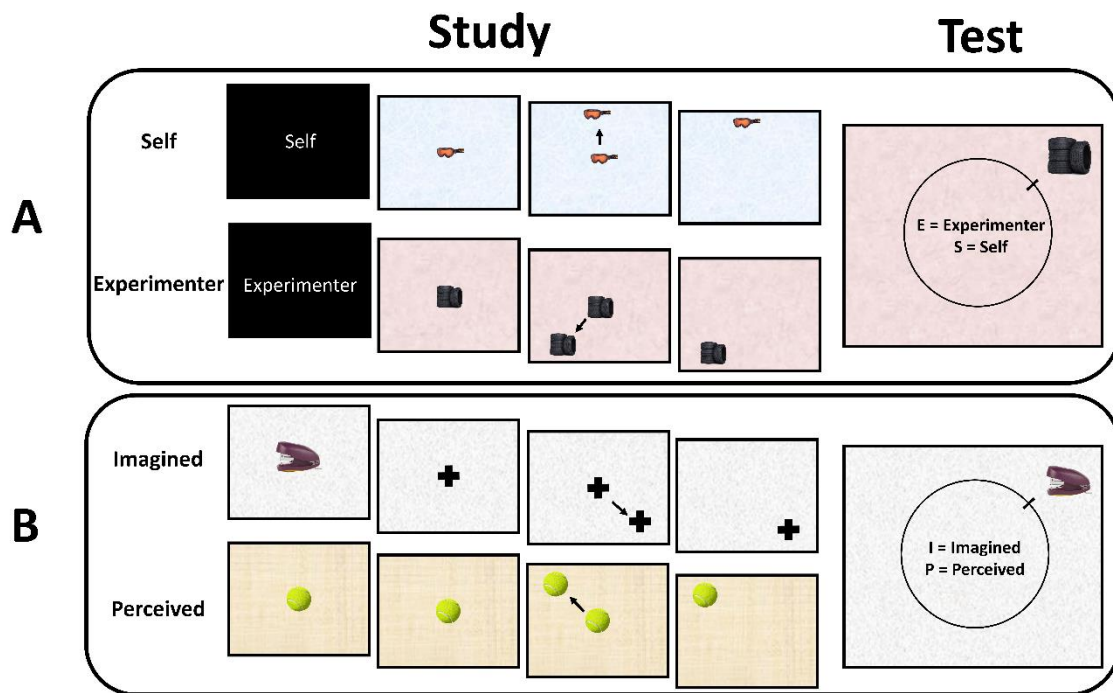 Study
Test
A
Self
Self
Experimenter
Experimenter
E = Experimenter
S = Self
B
Imagined
Perceived
I = Imagined
P = Perceived